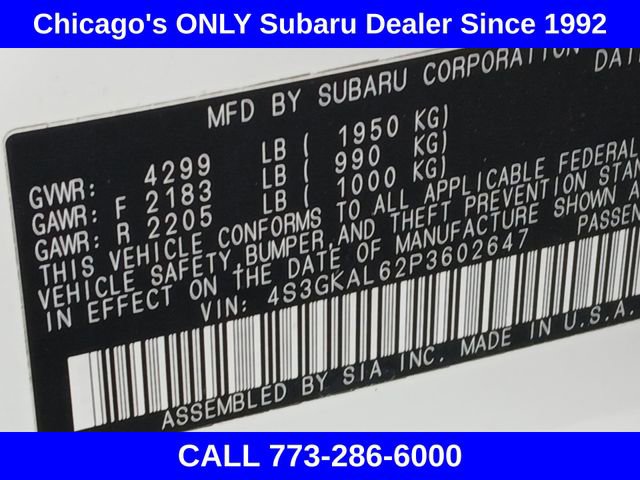 Chicago's ONLY Subaru Dealer Since 1992
MFD BY SUBARU CORPORATION
GVWR: 4299 LB ( 1950 KG)
GAWR: F 2183 LB ( 990 KG)
GAWR: R 2205 LB ( 1000 KG)
THIS VEHICLE CONFORMS TO ALL APPLICABLE FEDERAL
VEHICLE SAFETY, BUMPER, AND THEFT PREVENTION
IN EFFECT ON THE DATE OF MANUFACTURE SHOWN
VIN: 4S3GKAL62P3602647
ASSEMBLED BY SIA INC. MADE IN U.S.A.
CALL 773-286-6000